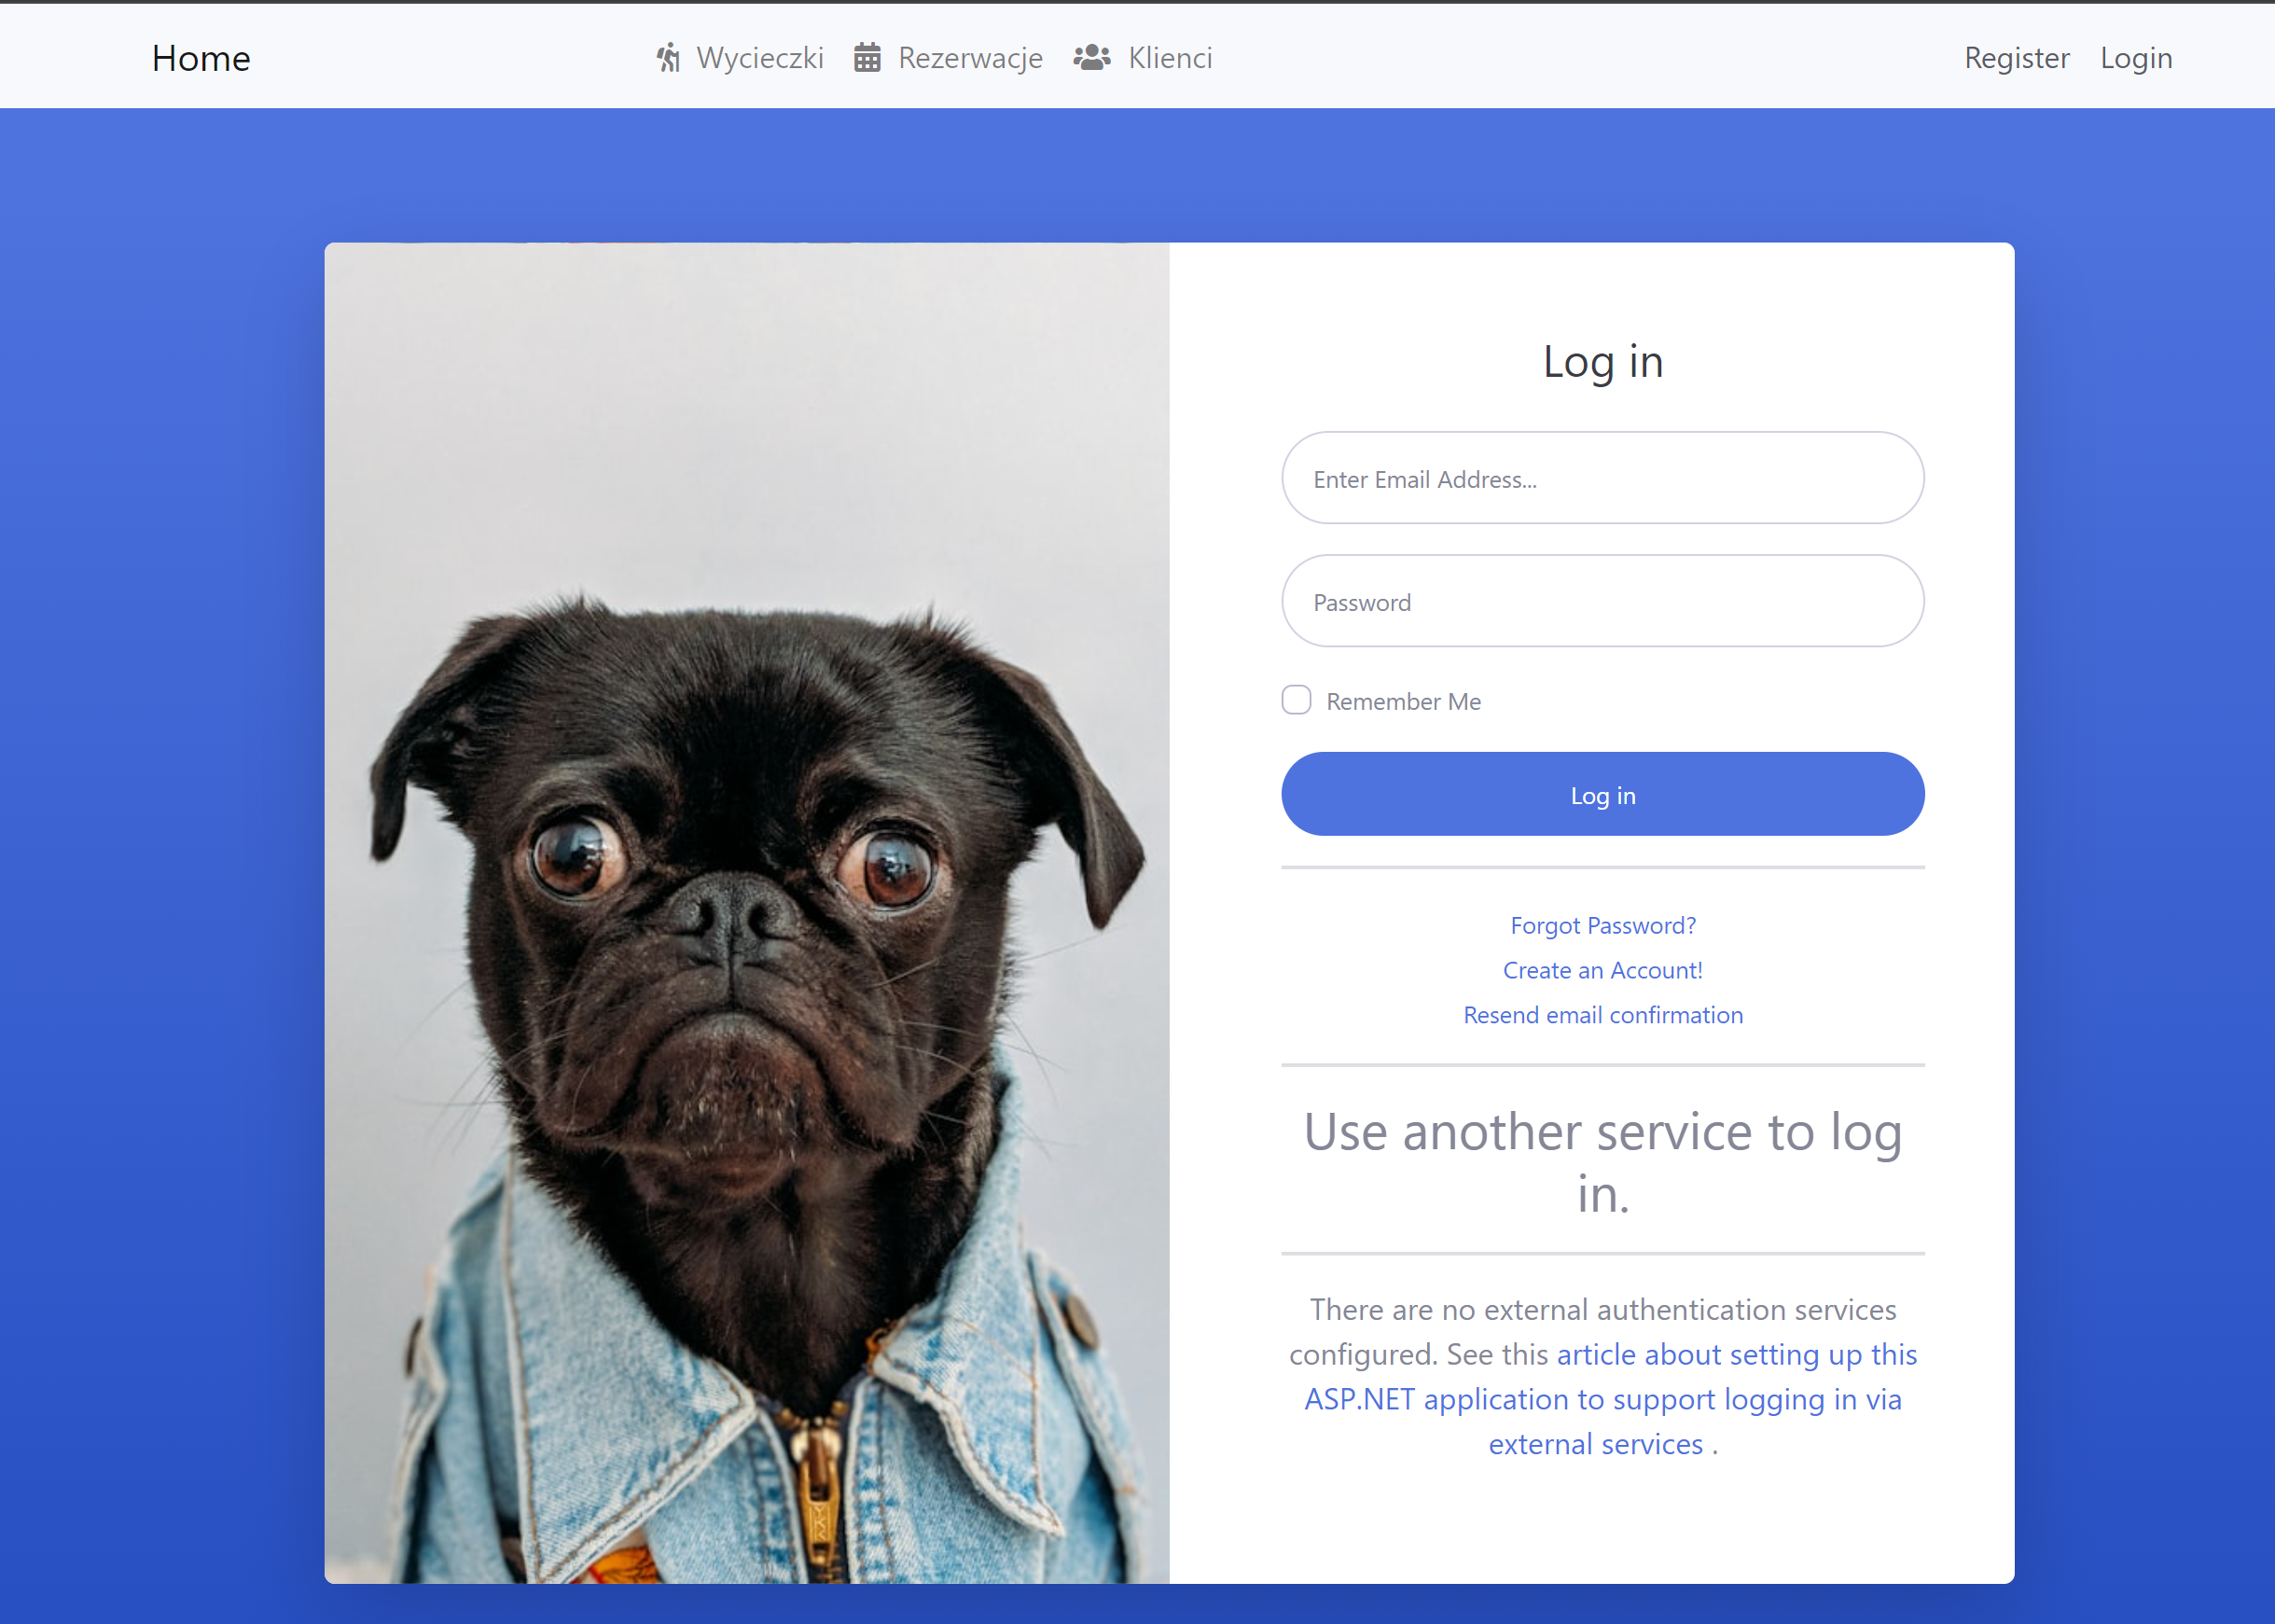 Home Wycieczki Rezerwacje Klienci Register Login
Log in
Enter Email Address...
Password
Remember Me
Log in
Forgot Password?
Create an Account!
Resend email confirmation
Use another service to log
in.
There are no external authentication services
configured. See this article about setting up this
ASP.NET application to support logging in via
external services .